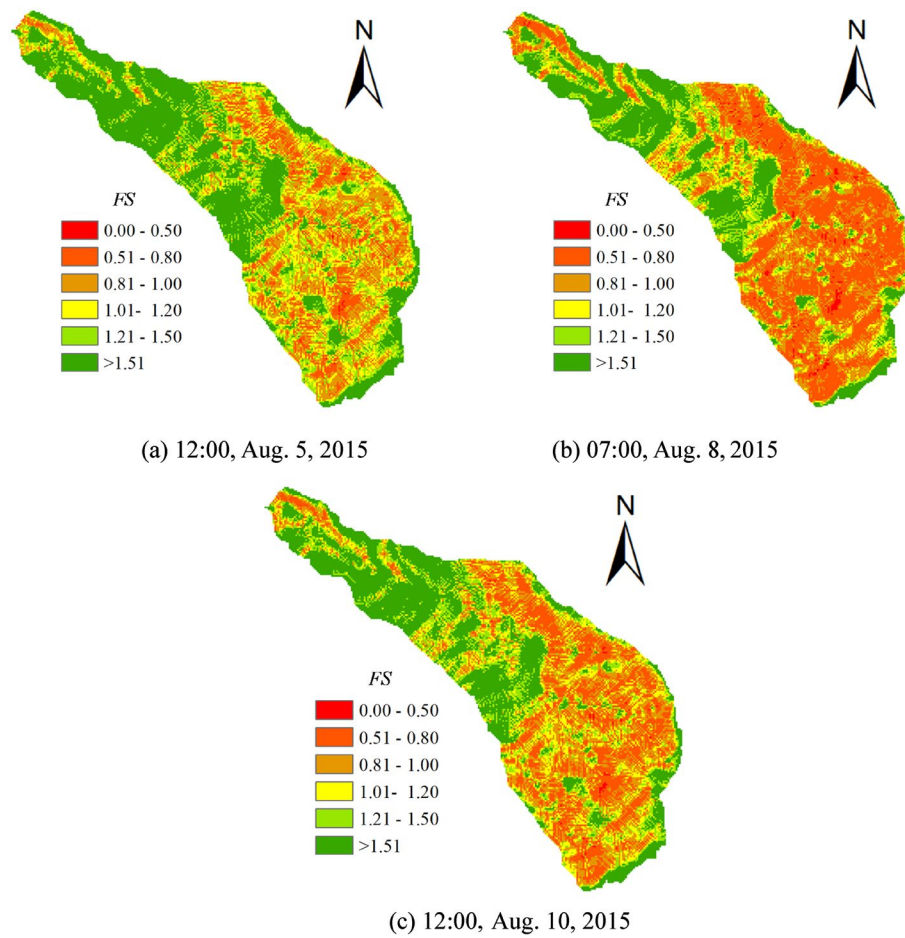 N
N
FS
0.00 - 0.50
0.51 - 0.80
0.81 - 1.00
1.01- 1.20
1.21 - 1.50
>1.51
FS
0.00 - 0.50
0.51 - 0.80
0.81 - 1.00
1.01- 1.20
1.21 - 1.50
>1.51
(a) 12:00, Aug. 5, 2015
(b) 07:00, Aug. 8, 2015
N
FS
0.00 - 0.50
0.51 - 0.80
0.81 - 1.00
1.01- 1.20
1.21 - 1.50
>1.51
(c) 12:00, Aug. 10, 2015